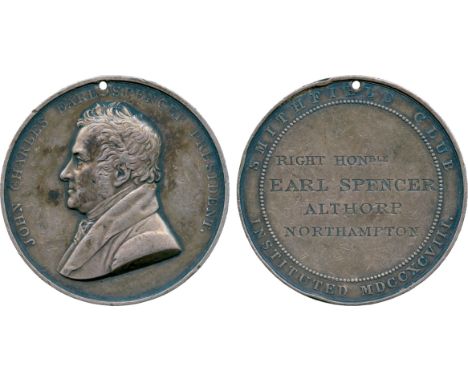 JOHN CHARLES EARL SPENCER PRESIDENT.
SMITHFIELD CLUB
RIGHT HONBLE
EARL SPENCER
ALTHORP
NORTHAMPTON
INSTITUTED MDCCXCVIII.